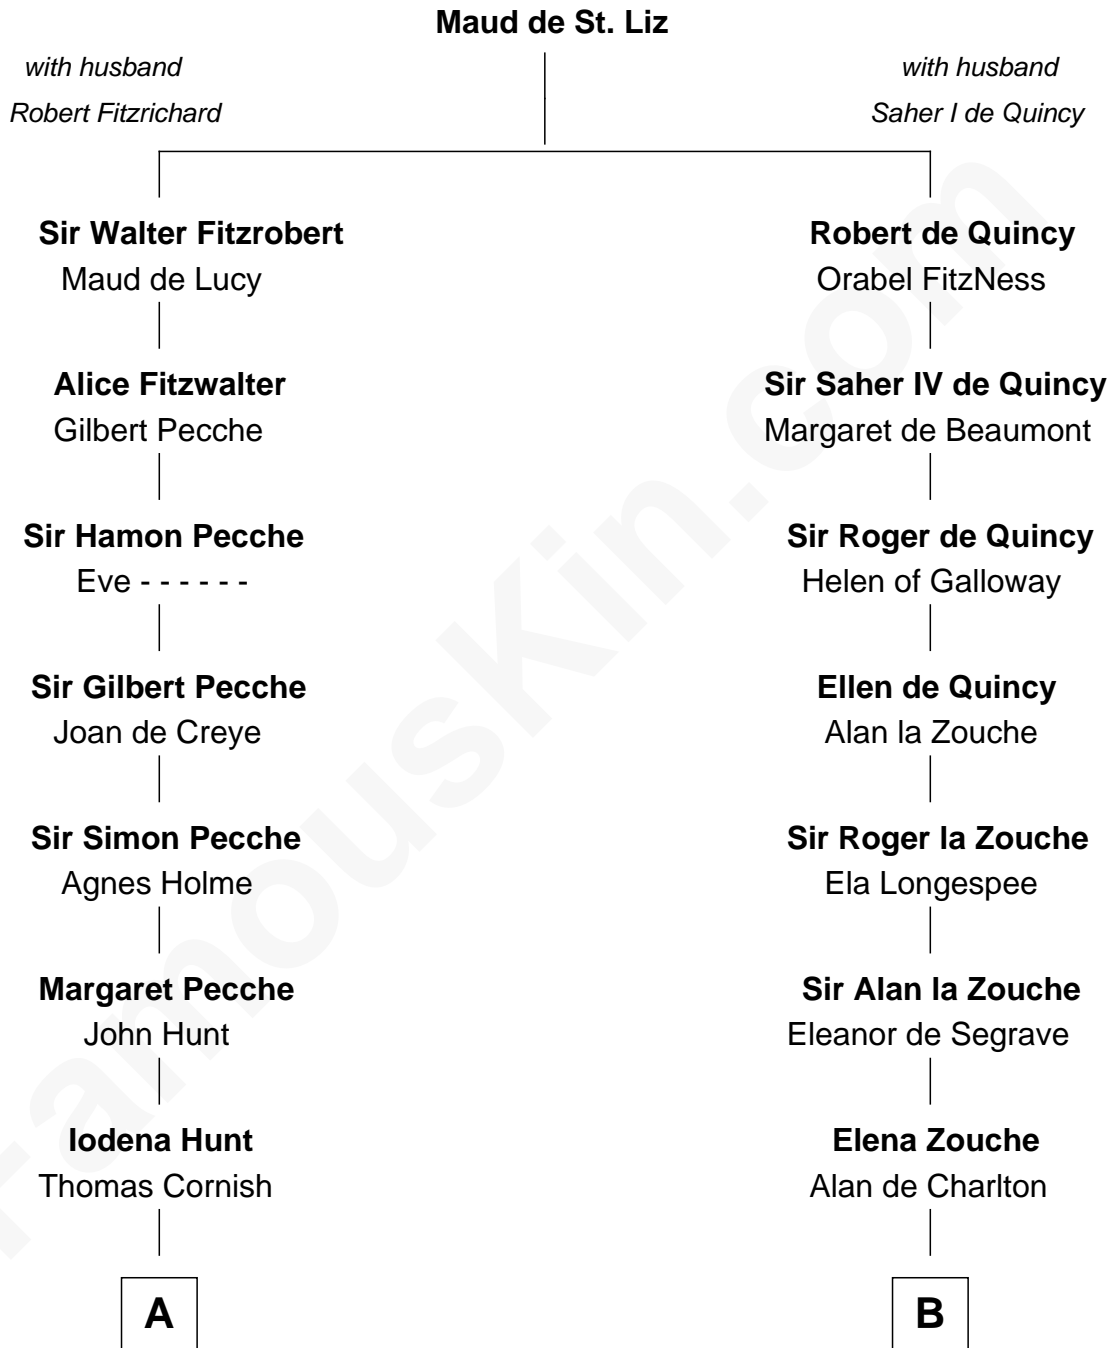 Maud de St. Liz
with husband
Robert Fitzrichard
with husband
Saher I de Quincy
Sir Walter Fitzrobert
Maud de Lucy
Robert de Quincy
Orabel FitzNess
Alice Fitzwalter
Gilbert Pecche
Sir Saher IV de Quincy
Margaret de Beaumont
Sir Hamon Pecche
Eve - - - - - -
Sir Roger de Quincy
Helen of Galloway
Sir Gilbert Pecche
Joan de Creye
Ellen de Quincy
Alan la Zouche
Sir Simon Pecche
Agnes Holme
Sir Roger la Zouche
Ela Longespee
Margaret Pecche
John Hunt
Sir Alan la Zouche
Eleanor de Segrave
Iodena Hunt
Thomas Cornish
Elena Zouche
Alan de Charlton
A
B
FamousKin.com